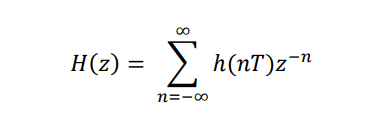 H(z) = ∑_{n=−∞}^{∞} h(nT)z^{−n}